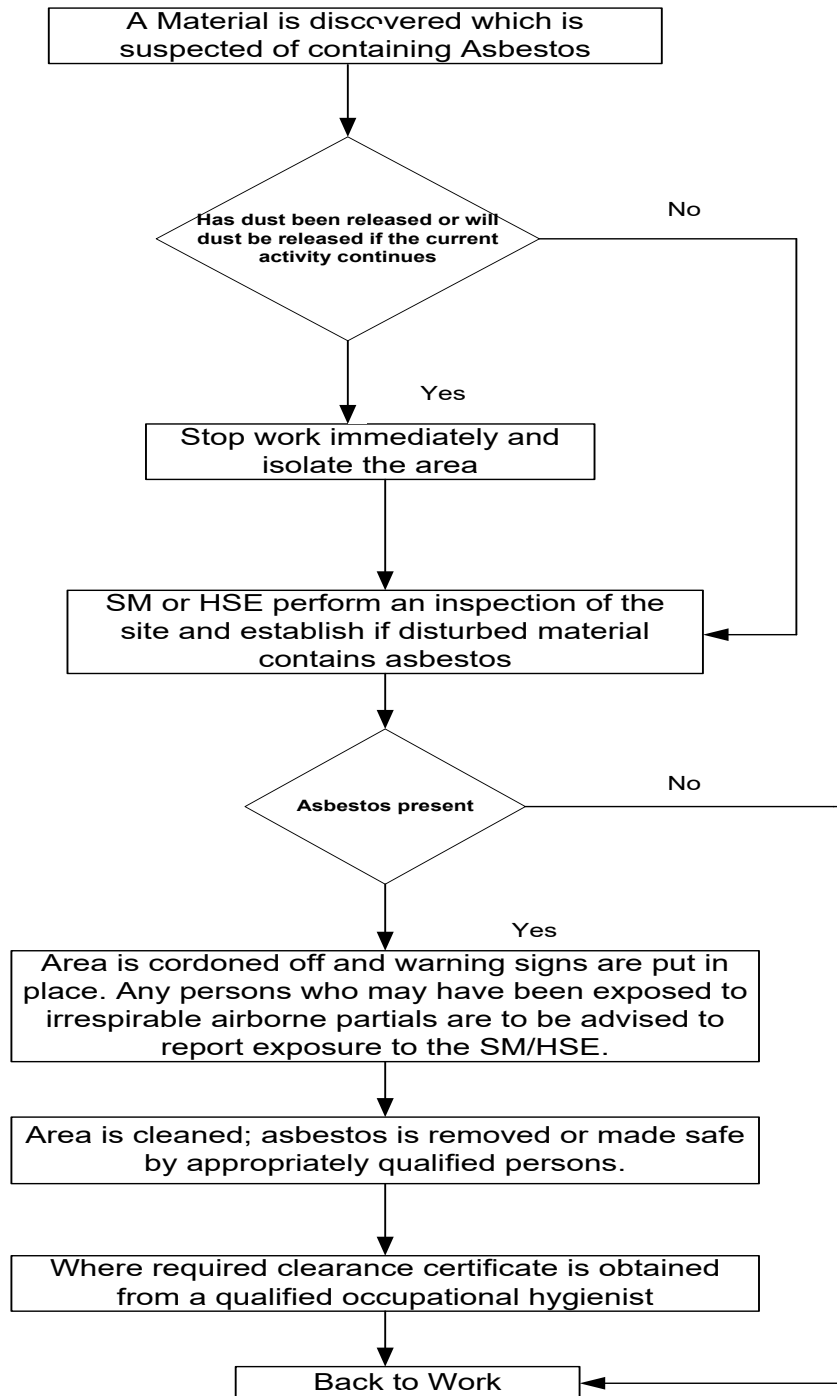 A Material is discovered which is
suspected of containing Asbestos
Has dust been released or will
dust be released if the current
activity continues
No
Yes
Stop work immediately and
isolate the area
SM or HSE perform an inspection of the
site and establish if disturbed material
contains asbestos
Asbestos present
No
Yes
Area is cordoned off and warning signs are put in
place. Any persons who may have been exposed to
irrespirable airborne partials are to be advised to
report exposure to the SM/HSE.
Area is cleaned; asbestos is removed or made safe
by appropriately qualified persons.
Where required clearance certificate is obtained
from a qualified occupational hygienist
Back to Work